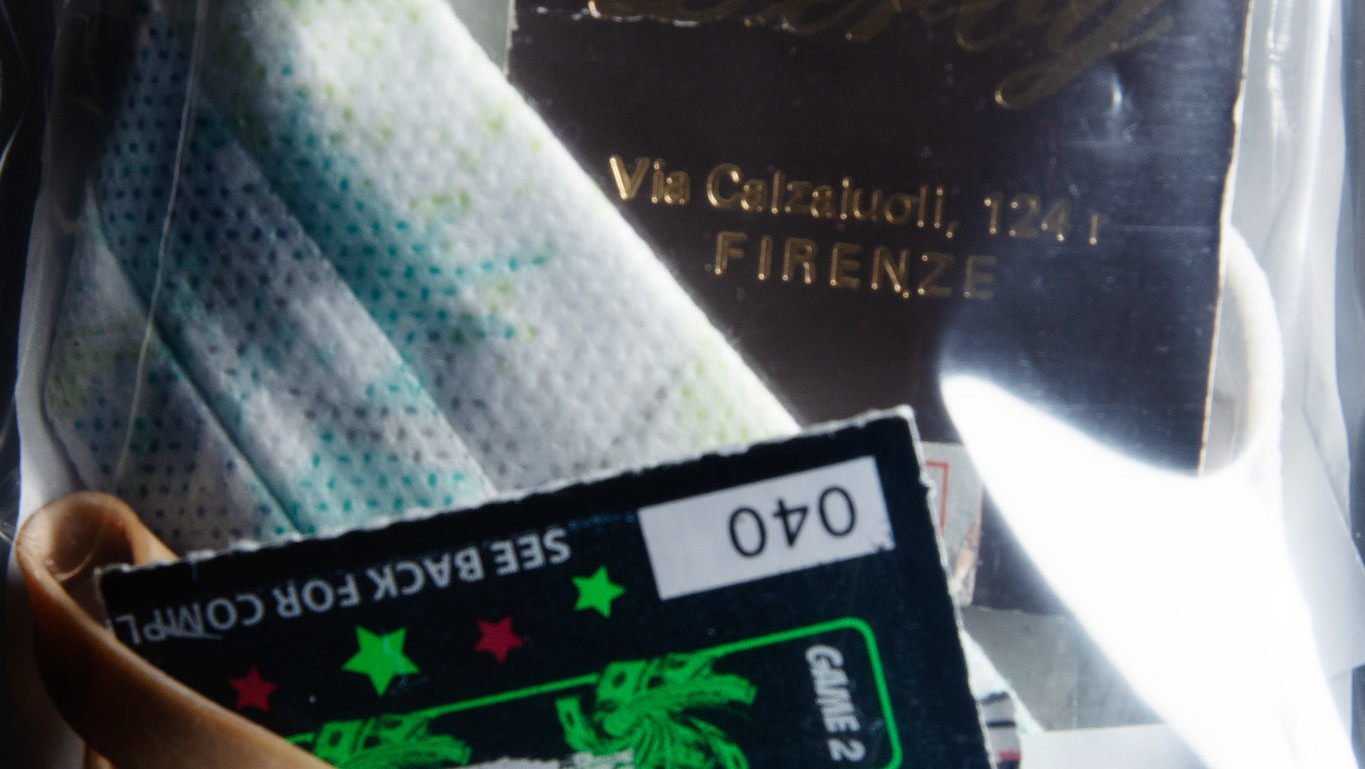 Via Calzaiuoli, 124 r
FIRENZE
040
SEE BACK FOR COMPL
GAME 2